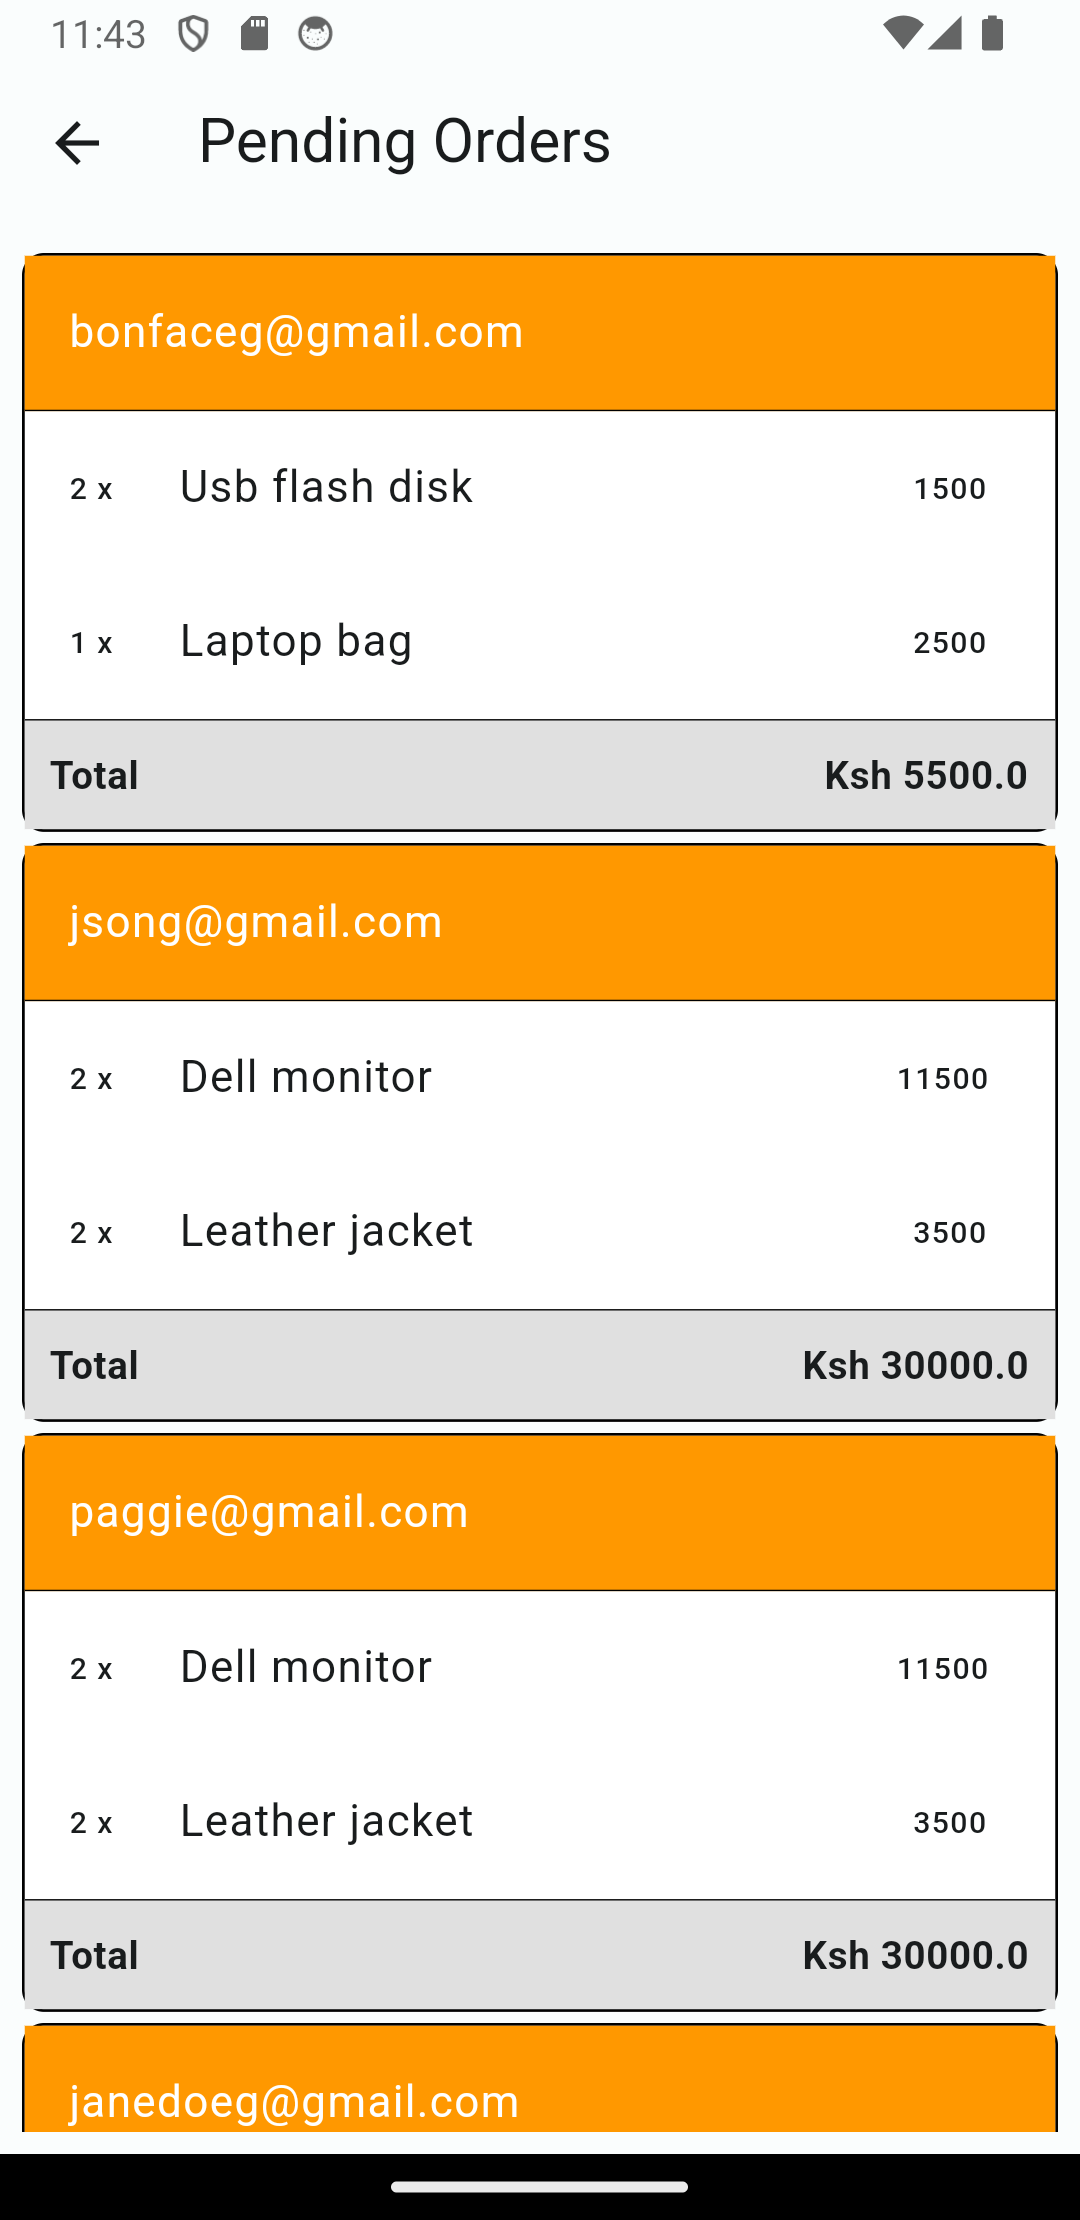 11:43
Pending Orders
bonfaceg@gmail.com
2 x Usb flash disk 1500
1 x Laptop bag 2500
Total Ksh 5500.0
jsong@gmail.com
2 x Dell monitor 11500
2 x Leather jacket 3500
Total Ksh 30000.0
paggie@gmail.com
2 x Dell monitor 11500
2 x Leather jacket 3500
Total Ksh 30000.0
janedoeg@gmail.com